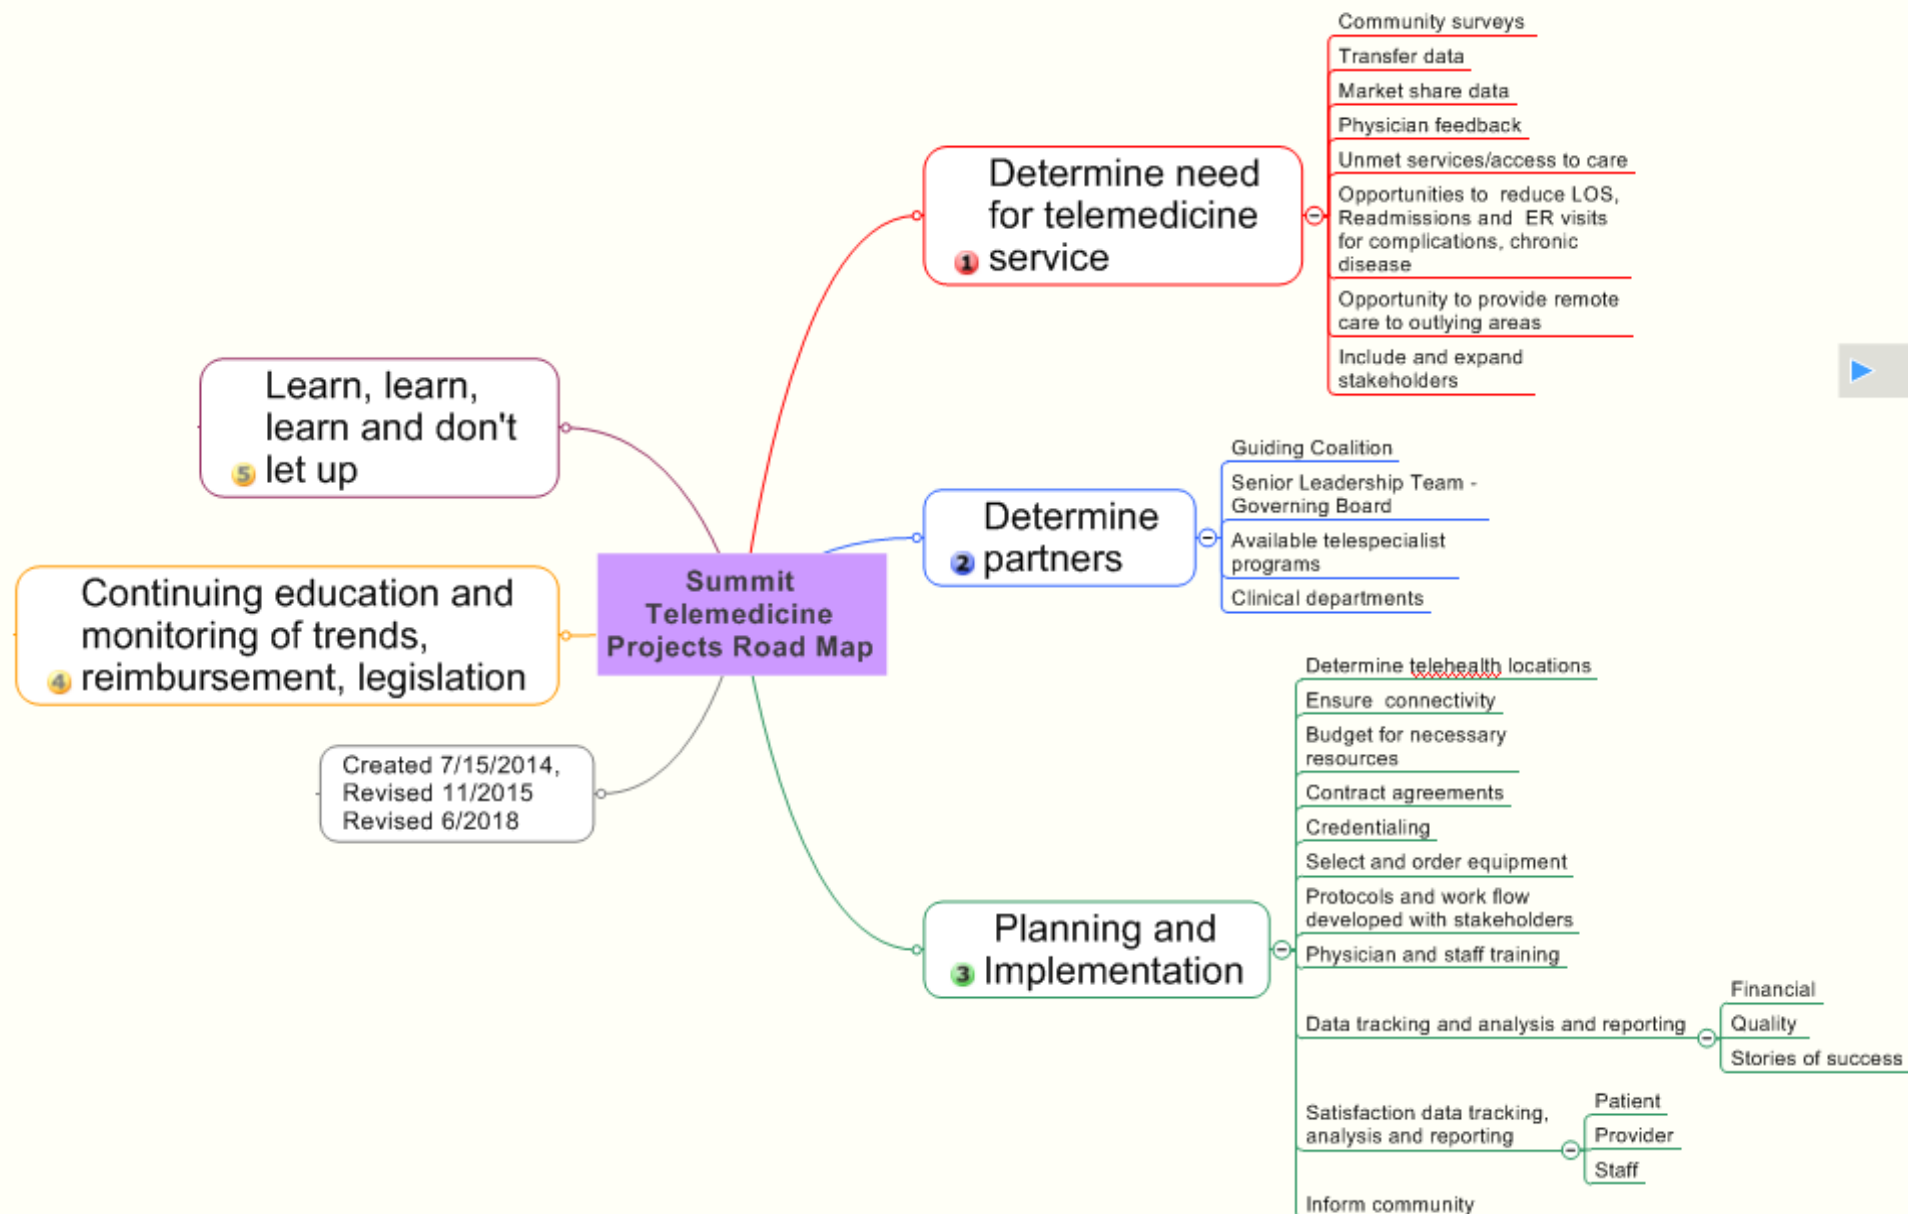 Summit
Telemedicine
Projects Road Map
1
Determine need
for telemedicine
service
Community surveys
Transfer data
Market share data
Physician feedback
Unmet services/access to care
Opportunities to  reduce LOS,
Readmissions and  ER visits
for complications, chronic
disease
Opportunity to provide remote
care to outlying areas
Include and expand
stakeholders
2
Determine
partners
Guiding Coalition
Senior Leadership Team -
Governing Board
Available telespecialist
programs
Clinical departments
3
Planning and
Implementation
Determine telehealth locations
Ensure  connectivity
Budget for necessary
resources
Contract agreements
Credentialing
Select and order equipment
Protocols and work flow
developed with stakeholders
Physician and staff training
Data tracking and analysis and reporting
Financial
Quality
Stories of success
Satisfaction data tracking,
analysis and reporting
Patient
Provider
Staff
Inform community
4
Continuing education and
monitoring of trends,
reimbursement, legislation
5
Learn, learn,
learn and don't
let up
Created 7/15/2014,
Revised 11/2015
Revised 6/2018